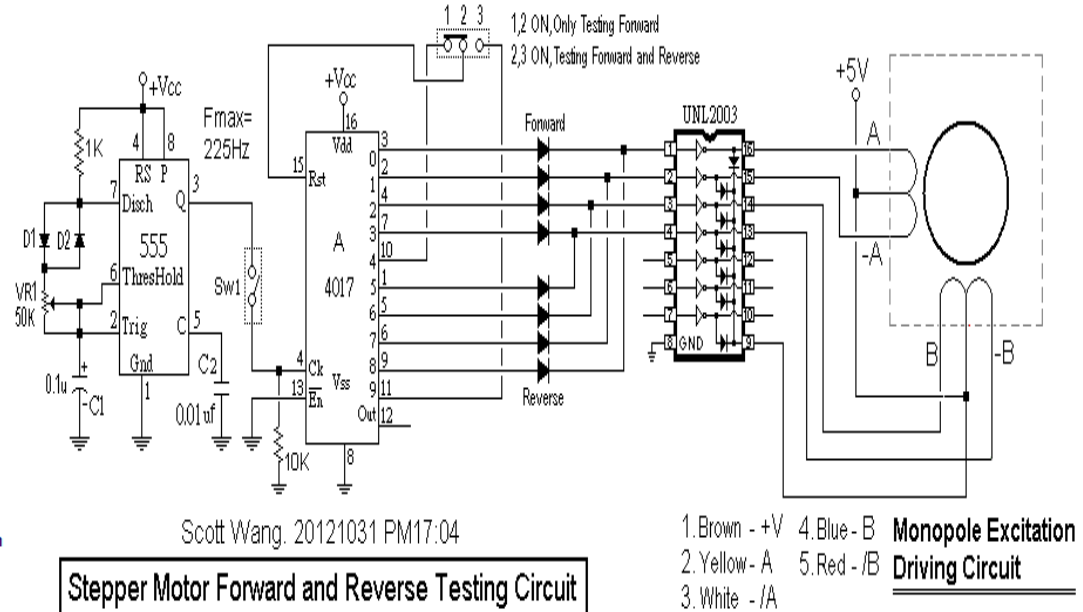 1 2 3
1,2 ON,Only Testing Forward
2,3 ON,Testing Forward and Reverse
+Vcc
4 8
RS P
1K
Fmax=
225Hz
7
Disch
Q
3
D1
D2
555
6
ThresHold
VR1
50K
2
Trig
C
5
Gnd
1
+
0.1u
-C1
C2
0.01uf
Sw1
+Vcc
16
Vdd
15
Rst
A
4017
4
Ck
13
En
Vss
8
Out
12
10K
3
0
2
1
4
2
7
3
10
4
1
5
5
6
6
7
9
8
11
9
Forward
Reverse
UNL2003
1
2
3
4
5
6
7
8
GND
16
15
14
13
12
11
10
9
+5V
A
-A
B
-B
Scott Wang. 20121031 PM17:04
Stepper Motor Forward and Reverse Testing Circuit
1.Brown - +V 4.Blue - B
2.Yellow - A 5.Red - /B
3.White - /A
Monopole Excitation
Driving Circuit